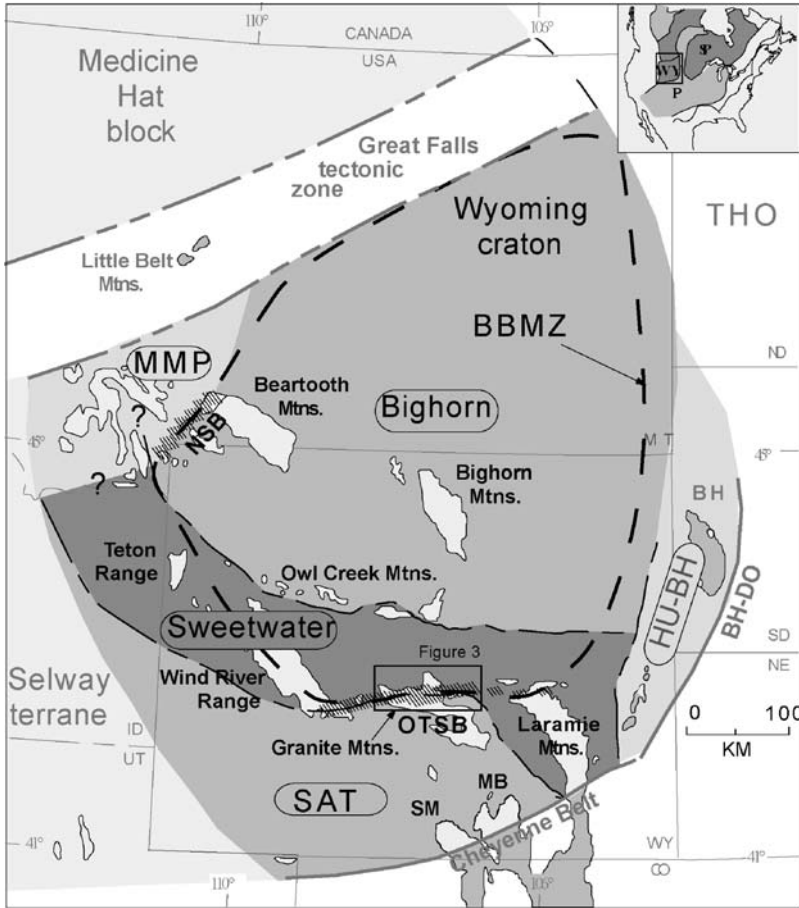 110°
105°
CANADA
USA
SP
WY
P
Medicine
Hat
block
Great Falls
tectonic
zone
Wyoming
craton
THO
Little Belt
Mtns.
BBMZ
MMP
ND
Beartooth
Mtns.
Bighorn
?
NSB
45°
MT
45°
?
Bighorn
Mtns.
BH
Teton
Range
Owl Creek Mtns.
HU-BH
BH-DO
Sweetwater
SD
NE
Figure 3
Wind River
Range
Selway
terrane
OTSB
Granite Mtns.
Laramie
Mtns.
0 100
KM
ID
UT
SAT
MB
SM
Cheyenne Belt
WY
CO
41°
41°
110°
105°